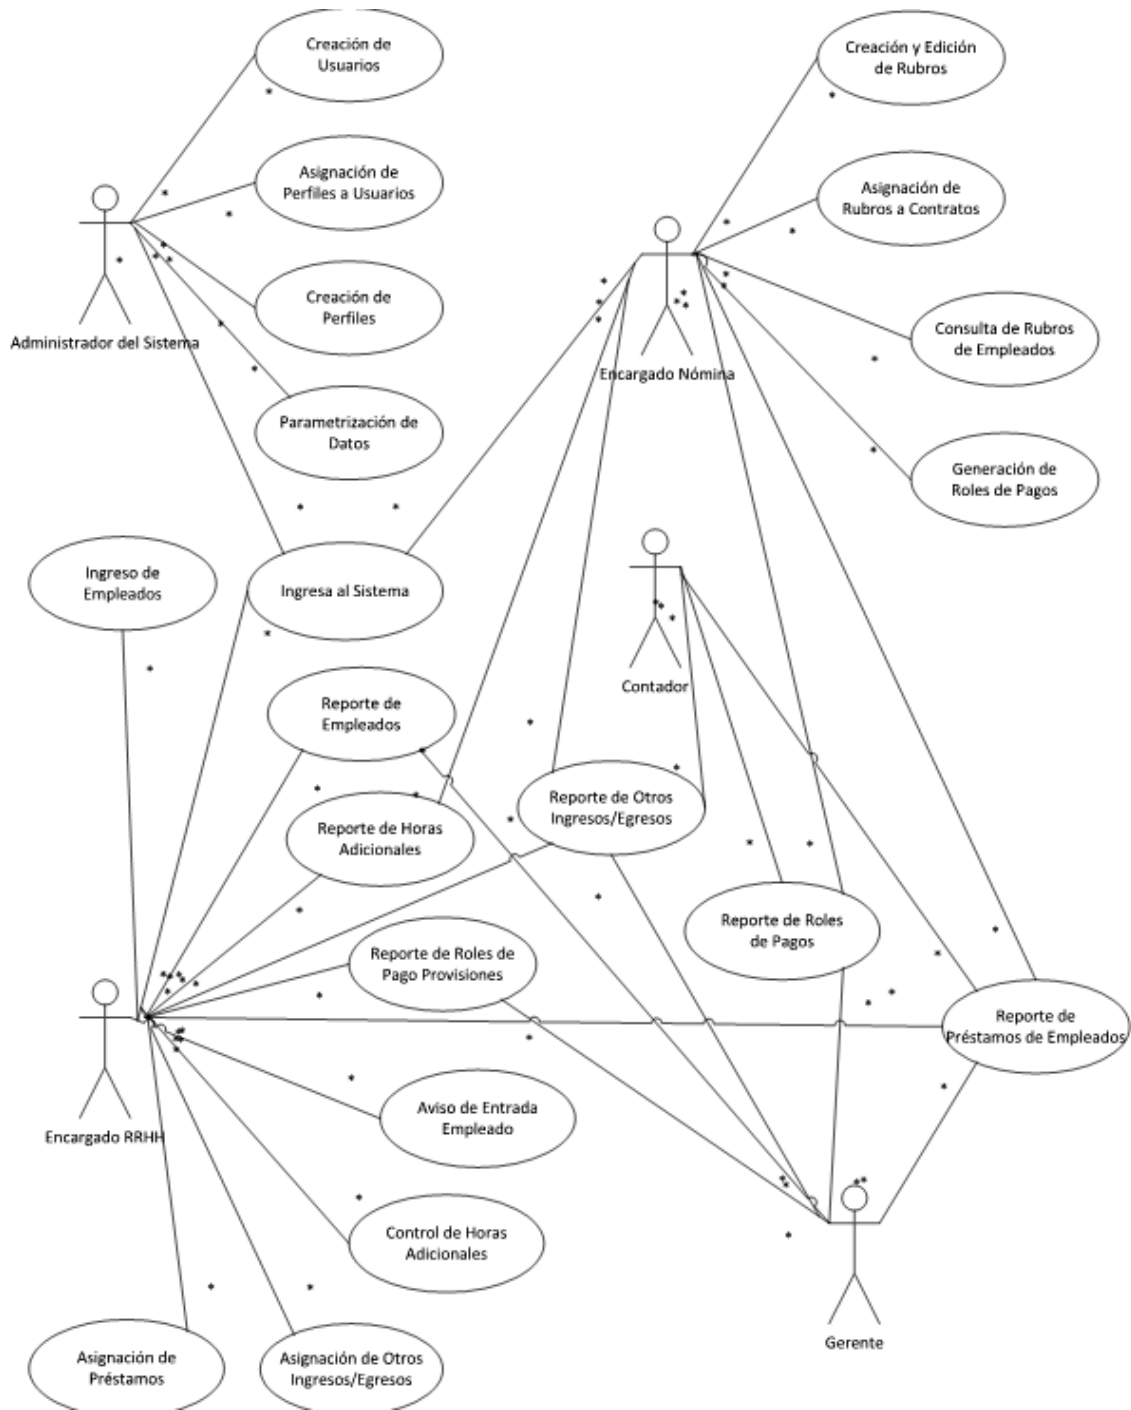 Creación de
Usuarios
Creación y Edición
de Rubros
Asignación de
Perfiles a Usuarios
Asignación de
Rubros a Contratos
Administrador del Sistema
Creación de
Perfiles
Encargado Nómina
Consulta de Rubros
de Empleados
Parametrización de
Datos
Generación de
Roles de Pagos
Ingreso de
Empleados
Ingresa al Sistema
Contador
Reporte de
Empleados
Reporte de Horas
Adicionales
Reporte de Otros
Ingresos/Egresos
Reporte de Roles
de Pagos
Reporte de Roles de
Pago Provisiones
Reporte de
Préstamos de Empleados
Encargado RRHH
Aviso de Entrada
Empleado
Control de Horas
Adicionales
Gerente
Asignación de
Préstamos
Asignación de Otros
Ingresos/Egresos